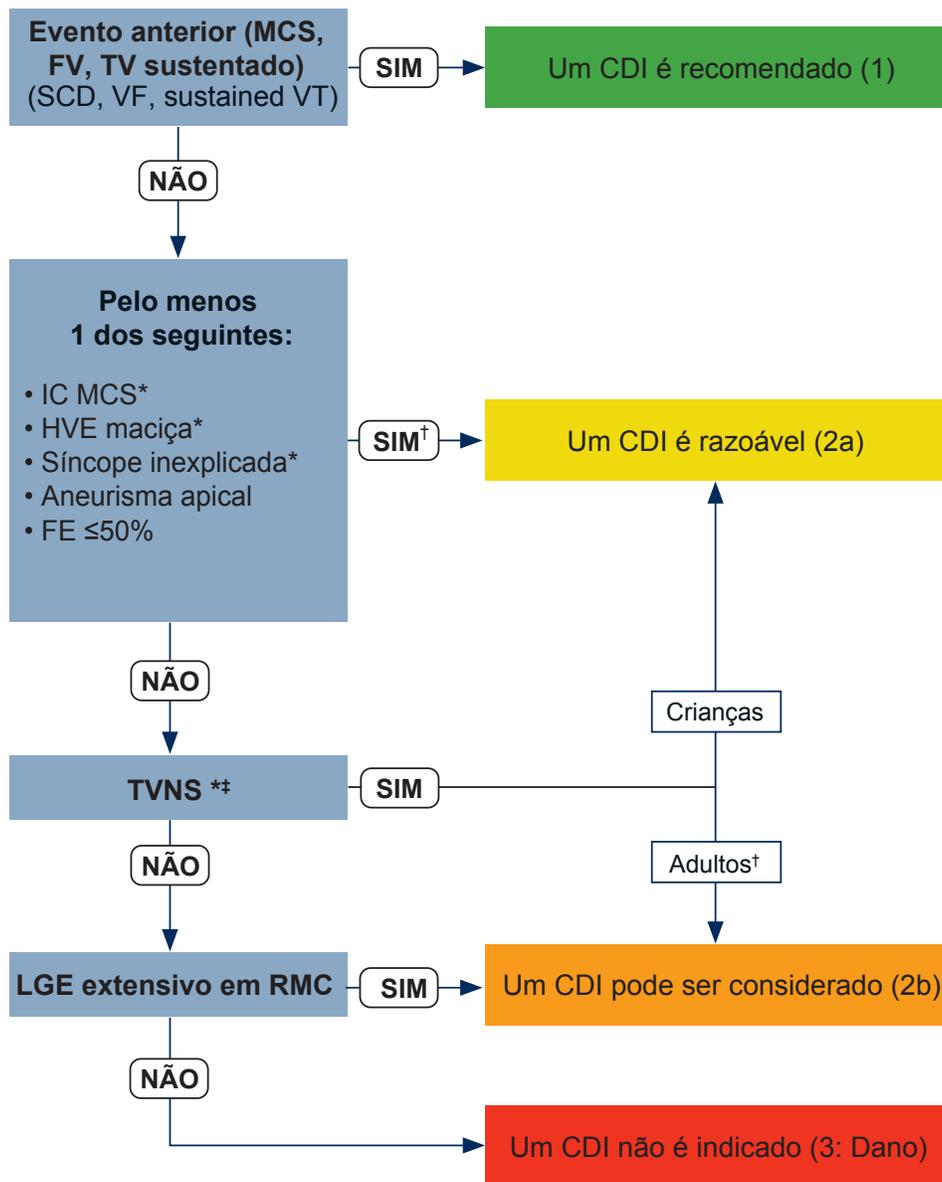 Evento anterior (MCS,
FV, TV sustentado)
(SCD, VF, sustained VT)
SIM
Um CDI é recomendado (1)
NÃO
Pelo menos
1 dos seguintes:
• IC MCS*
• HVE maciça*
• Síncope inexplicada*
• Aneurisma apical
• FE ≤50%
SIM†
Um CDI é razoável (2a)
NÃO
Crianças
TVNS *‡
SIM
NÃO
Adultos†
LGE extensivo em RMC
SIM
Um CDI pode ser considerado (2b)
NÃO
Um CDI não é indicado (3: Dano)